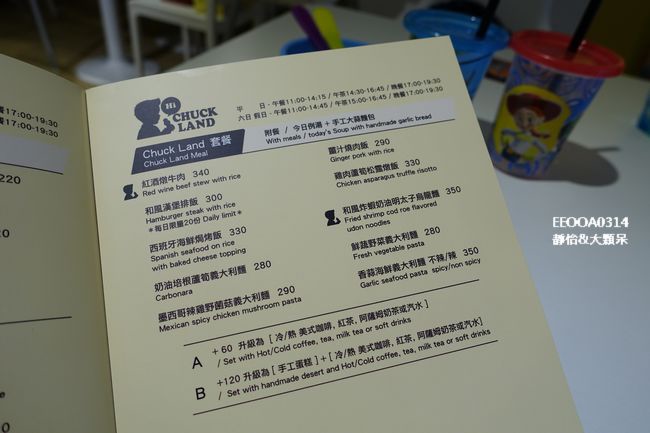 Hi
CHUCK
LAND
平 日・午餐11:00-14:15 / 午茶14:30-16:45 / 晚餐17:00-19:30
六日 假日・午餐11:00-14:45 / 午茶15:00-16:45 / 晚餐17:00-19:30
餐17:00-19:30
餐17:00-19:30
220
50
Chuck Land 套餐
Chuck Land Meal
附餐 / 今日例湯 + 手工大蒜麵包
With meals / today's Soup with handmade garlic bread
紅酒燉牛肉 340
Red wine beef stew with rice
和風漢堡排飯 300
Hamburger steak with rice
*每日限量20份 Daily limit*
西班牙海鮮焗烤飯 330
Spanish seafood on rice
with baked cheese topping
奶油培根蘆筍義大利麵 280
Carbonara
墨西哥辣雞野菌菇義大利麵 290
Mexican spicy chicken mushroom pasta
薑汁燒肉飯 290
Ginger pork with rice
雞肉蘆筍松露燉飯 330
Chicken asparagus truffle risotto
和風炸蝦奶油明太子烏龍麵 350
Fried shrimp cod roe flavored
udon noodles
鮮蔬野菜義大利麵 280
Fresh vegetable pasta
香蒜海鮮義大利麵 不辣/辣 350
Garlic seafood pasta spicy/non spicy
A +60 升級為 [ 冷/熱 美式咖啡, 紅茶, 阿薩姆奶茶或汽水 ]
/ Set with Hot/Cold coffee, tea, milk tea or soft drinks
B +120 升級為 [ 手工蛋糕 ] + [ 冷/熱 美式咖啡, 紅茶, 阿薩姆奶茶或汽水]
/ Set with handmade desert and Hot/Cold coffee, tea, milk tea or soft drinks
EEOOA0314
靜怡&大顆呆